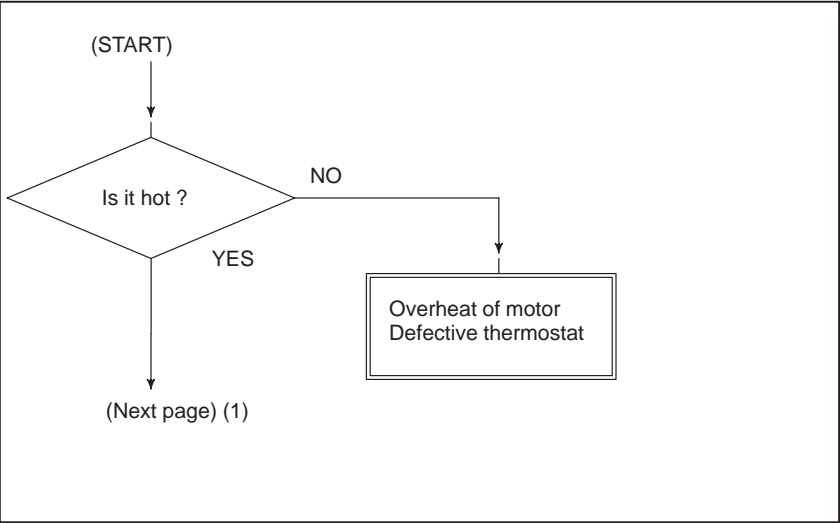 (START)
Is it hot ?
NO
YES
Overheat of motor
Defective thermostat
(Next page) (1)